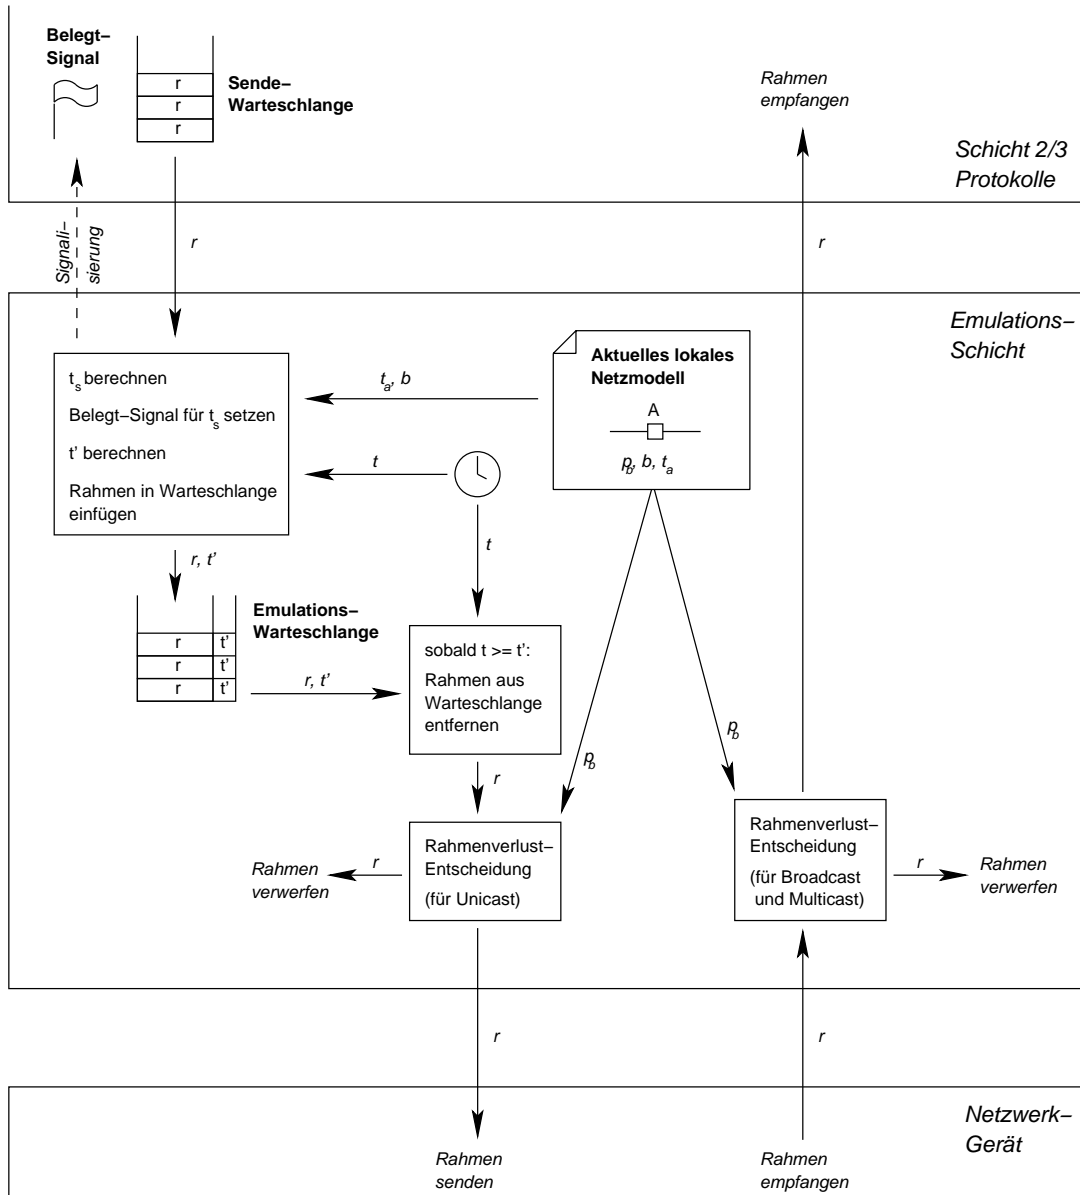 Belegt–
Signal
r
r
r
Sende–
Warteschlange
Rahmen
empfangen
Schicht 2/3
Protokolle
Signali–
sierung
r
r
Emulations–
Schicht
t_s berechnen
Belegt–Signal für t_s setzen
t' berechnen
Rahmen in Warteschlange
einfügen
t_a, b
t
Aktuelles lokales
Netzmodell
A
p_b, b, t_a
r, t'
t
Emulations–
Warteschlange
r t'
r t'
r t'
r, t'
sobald t >= t':
Rahmen aus
Warteschlange
entfernen
p_b
p_b
r
Rahmenverlust–
Entscheidung
(für Unicast)
r
Rahmen
verwerfen
Rahmenverlust–
Entscheidung
(für Broadcast
und Multicast)
r
Rahmen
verwerfen
r
r
Netzwerk–
Gerät
Rahmen
senden
Rahmen
empfangen